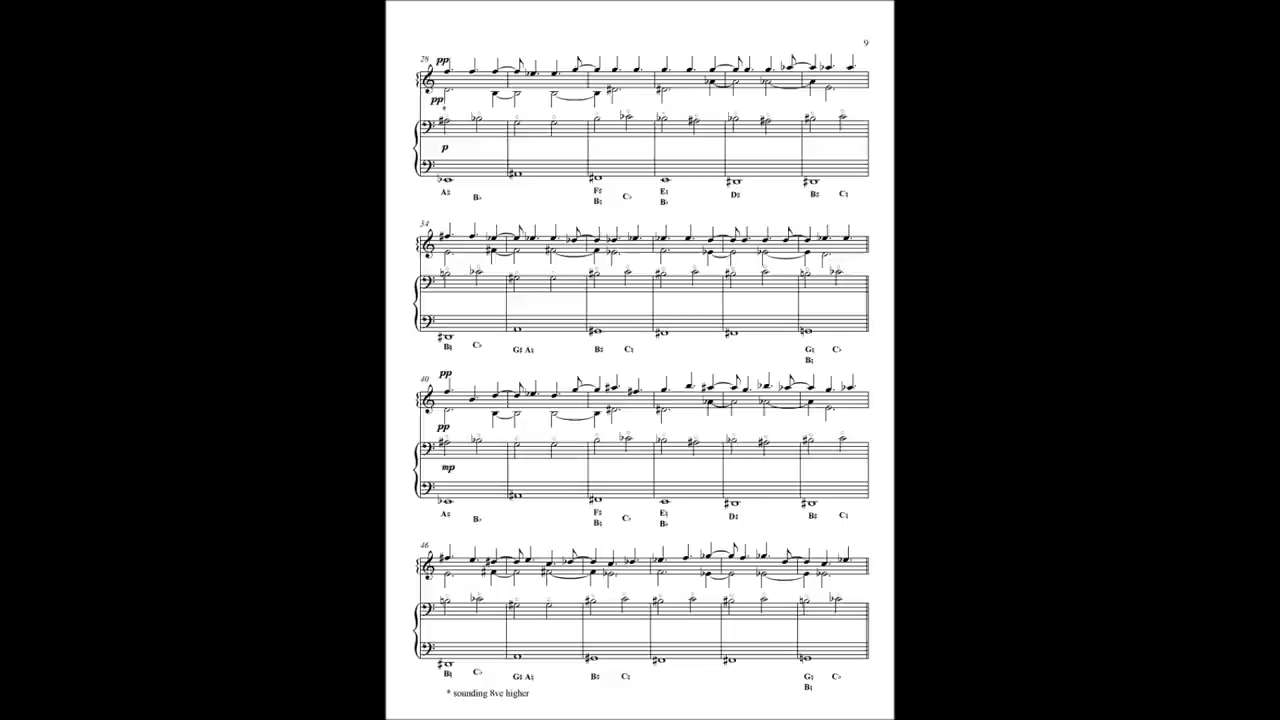 9
28
pp
pp
*
p
A♯ B♭ F♯ C♭ E♮ D♯ B♯ C♮
B♮ B♭
34
B♮ C♭ G♯ A♮ B♯ C♮ G♮ C♭
B♮
40
pp
pp
mp
A♯ B♭ F♯ C♭ E♮ D♯ B♯ C♮
B♮ B♭
46
B♮ C♭ G♯ A♮ B♯ C♮ G♮ C♭
B♮
* sounding 8ve higher